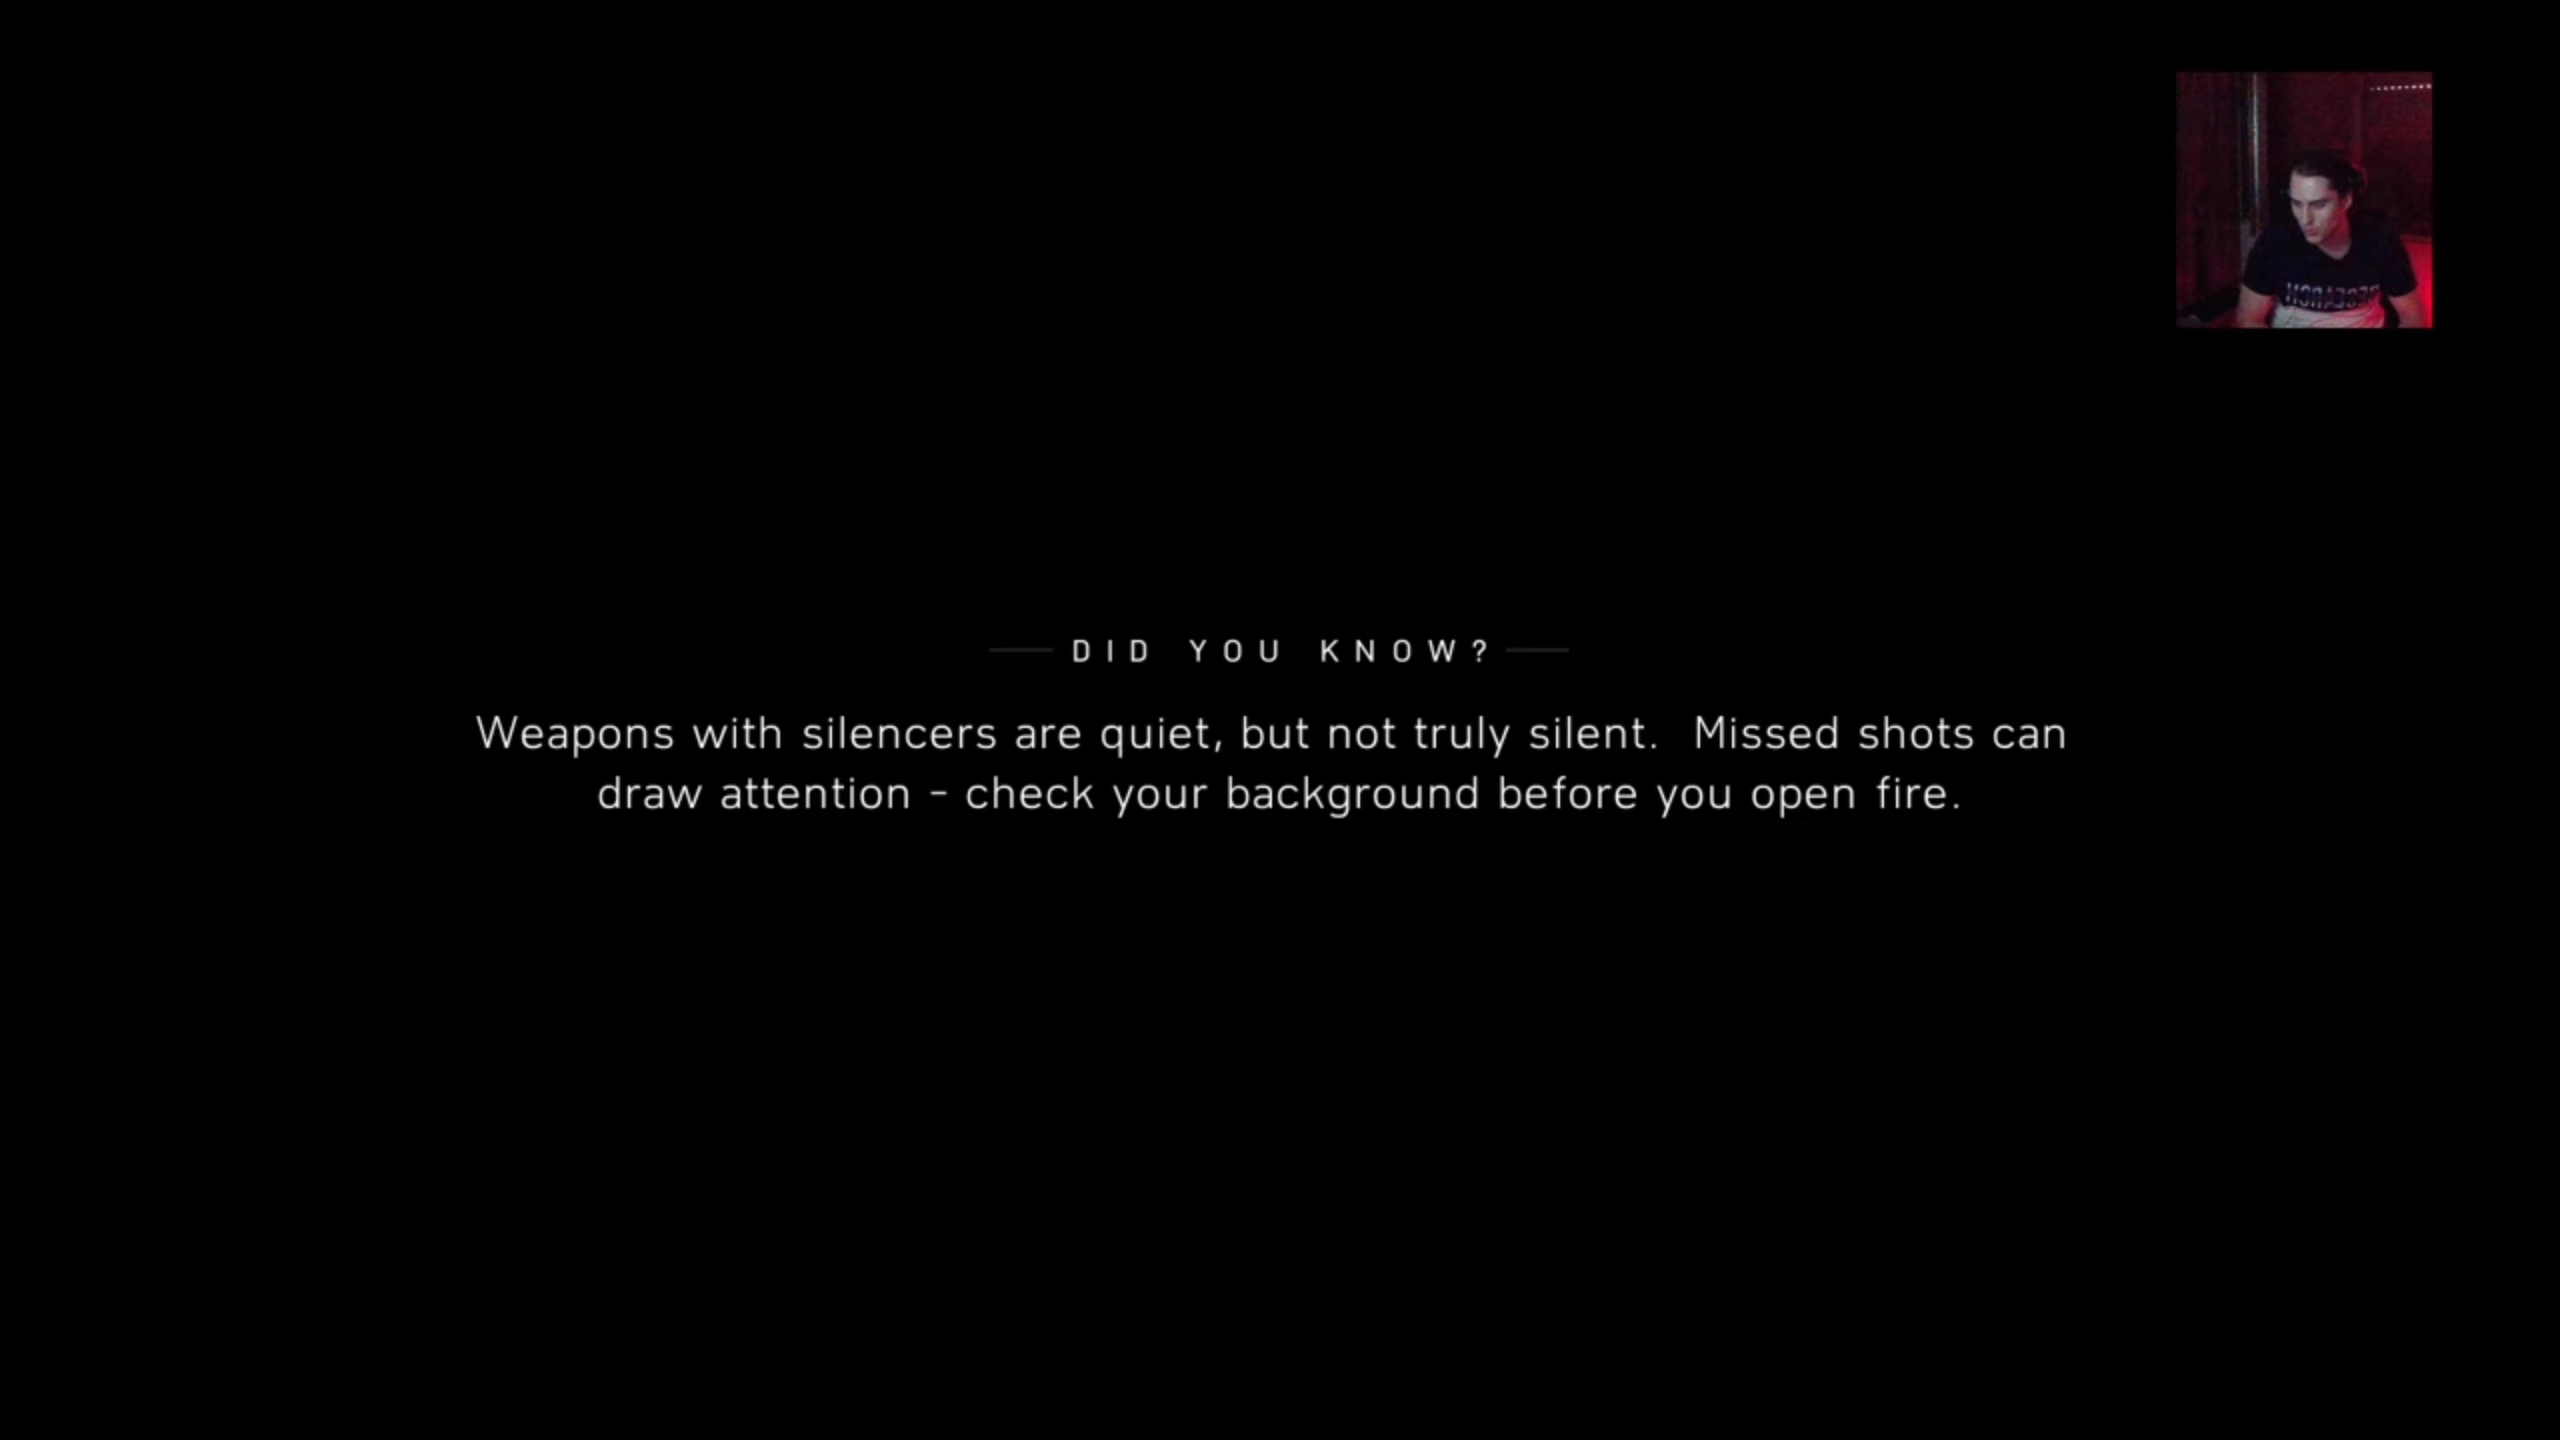 DID YOU KNOW?
Weapons with silencers are quiet, but not truly silent.  Missed shots can
draw attention - check your background before you open fire.